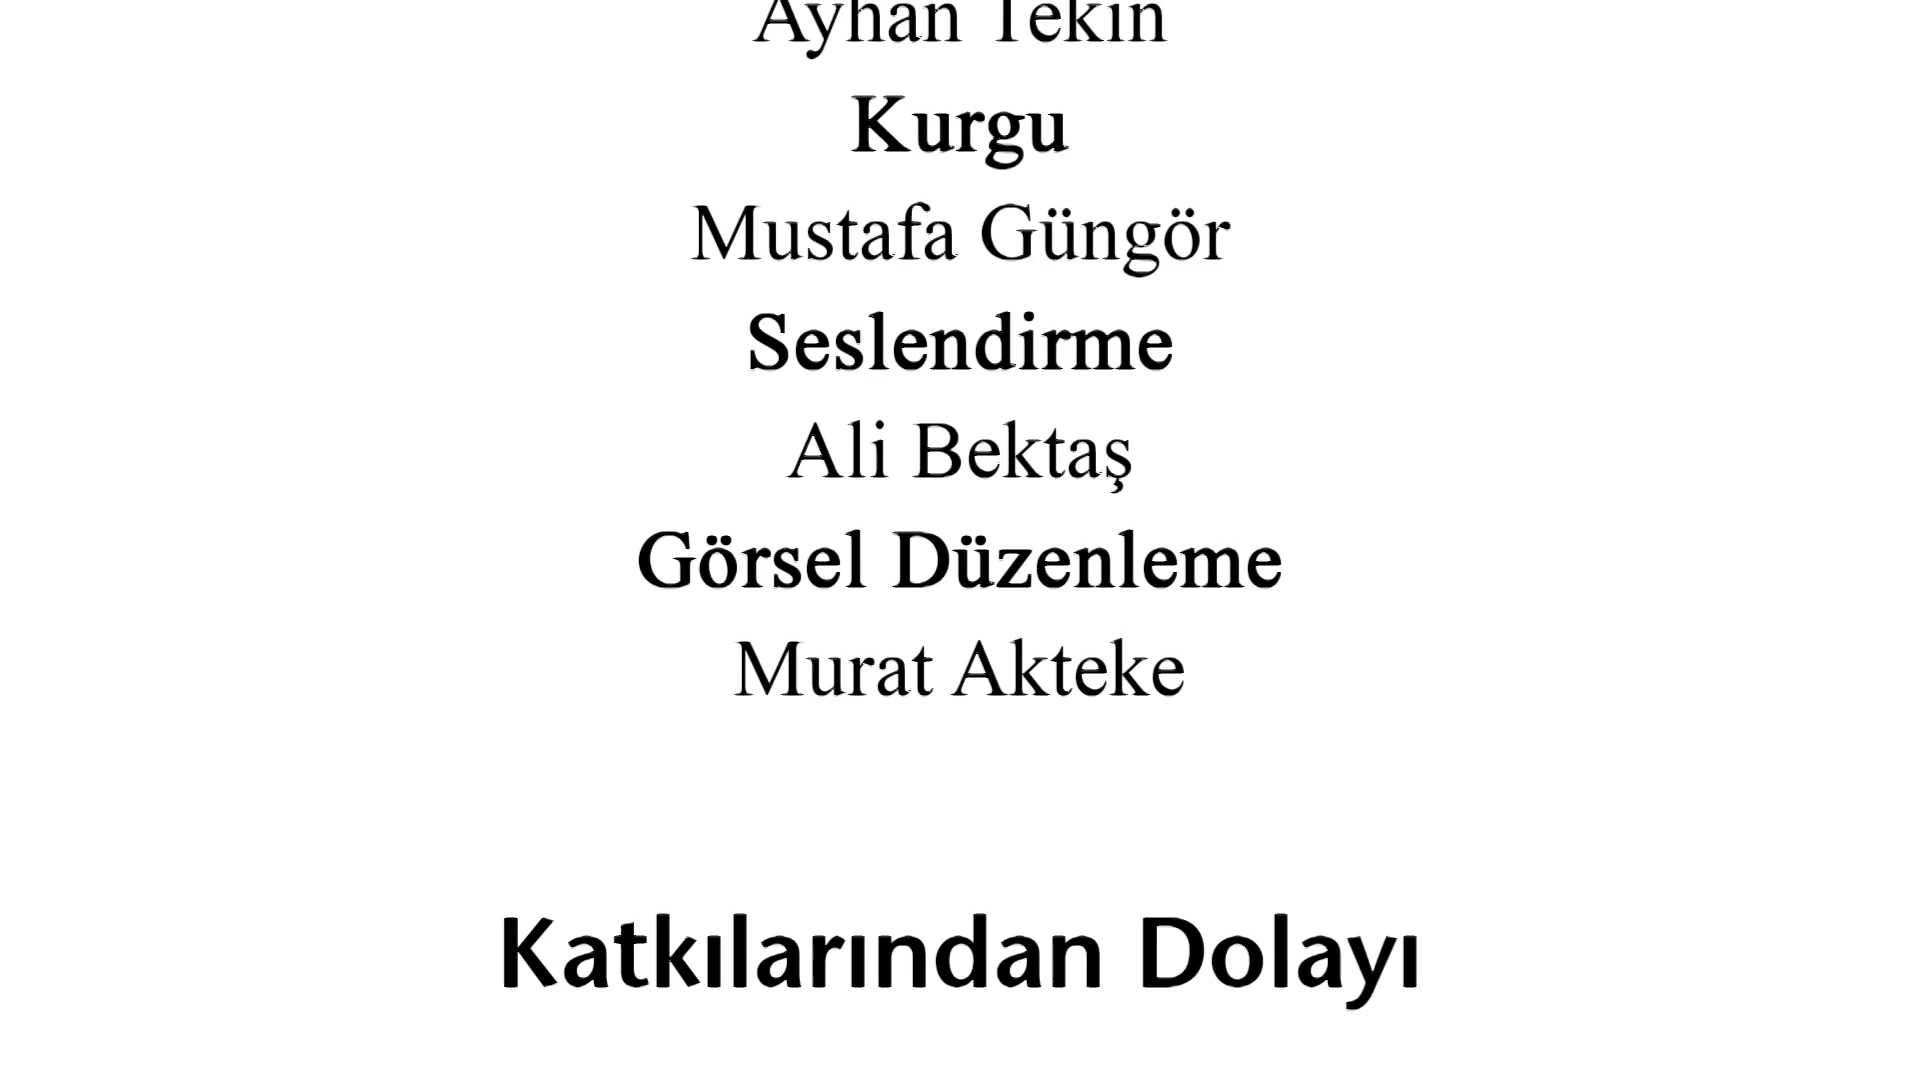 Ayhan Tekin
Kurgu
Mustafa Güngör
Seslendirme
Ali Bektaş
Görsel Düzenleme
Murat Akteke
Katkılarından Dolayı